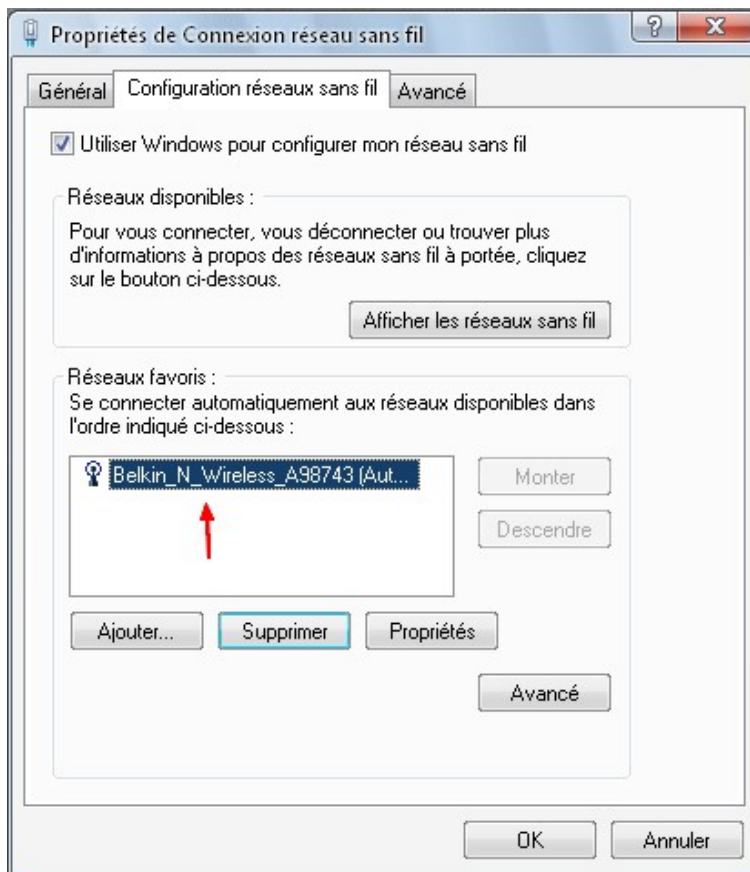 Propriétés de Connexion réseau sans fil
Général Configuration réseaux sans fil Avancé
Utiliser Windows pour configurer mon réseau sans fil
Réseaux disponibles :
Pour vous connecter, vous déconnecter ou trouver plus
d'informations à propos des réseaux sans fil à portée, cliquez
sur le bouton ci-dessous.
Afficher les réseaux sans fil
Réseaux favoris :
Se connecter automatiquement aux réseaux disponibles dans
l'ordre indiqué ci-dessous :
Belkin_N_Wireless_A98743 (Aut...
Monter
Descendre
Ajouter... Supprimer Propriétés
Avancé
OK Annuler